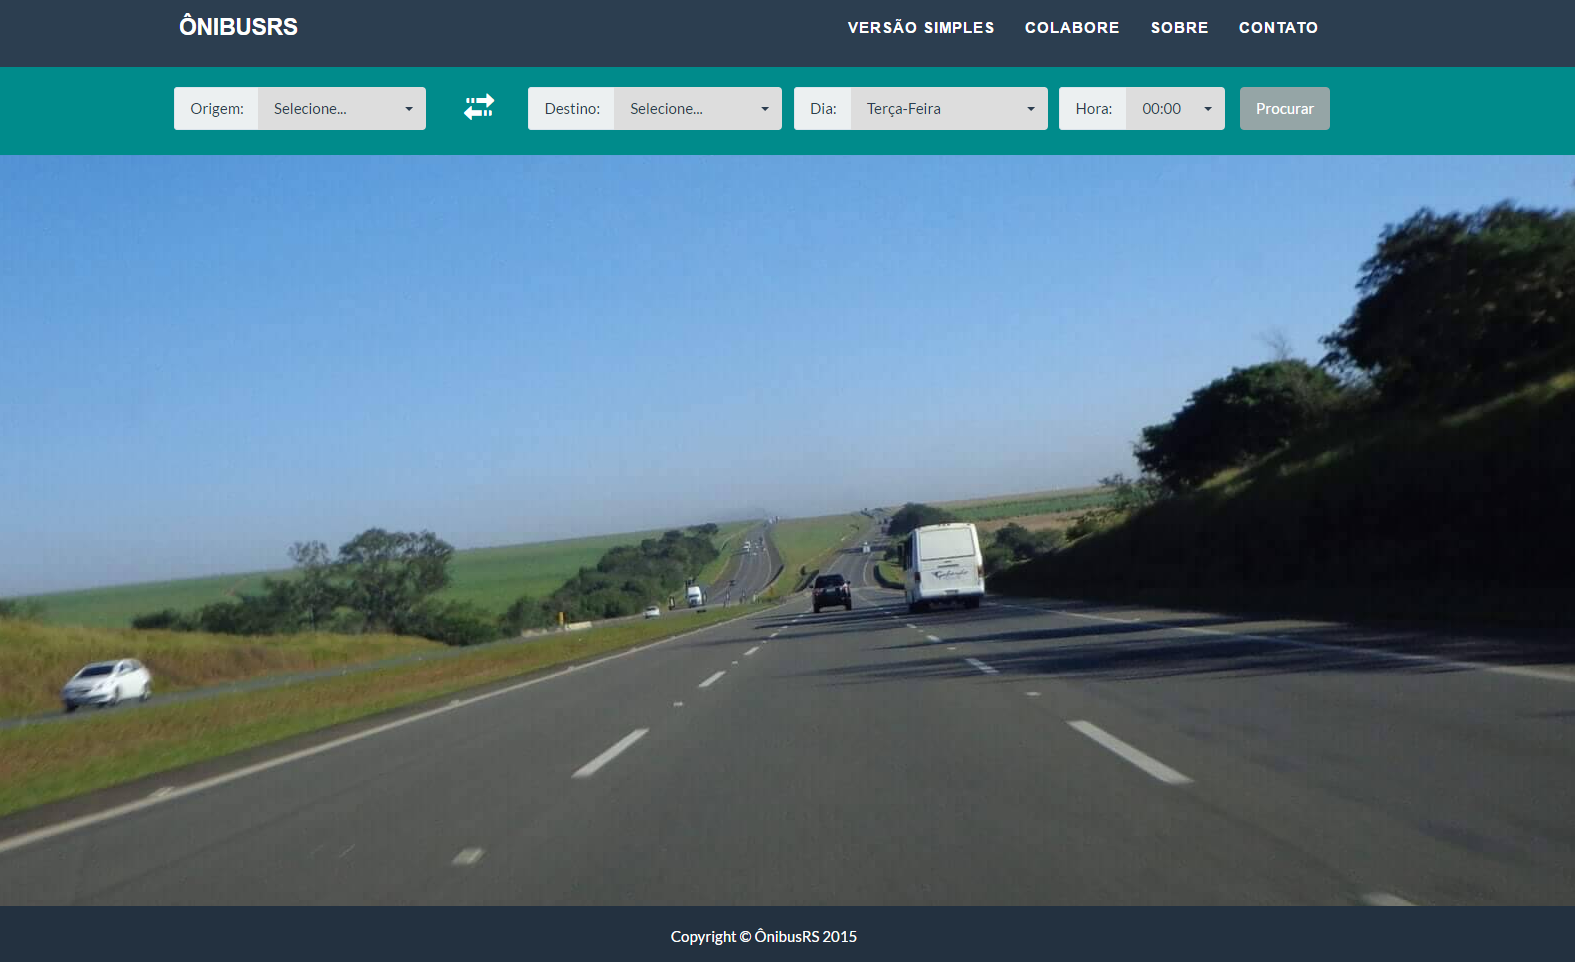 ÔNIBUSRS
VERSÃO SIMPLES COLABORE SOBRE CONTATO
Origem: Selecione... Destino: Selecione... Dia: Terça-Feira Hora: 00:00 Procurar
Copyright © ÔnibusRS 2015